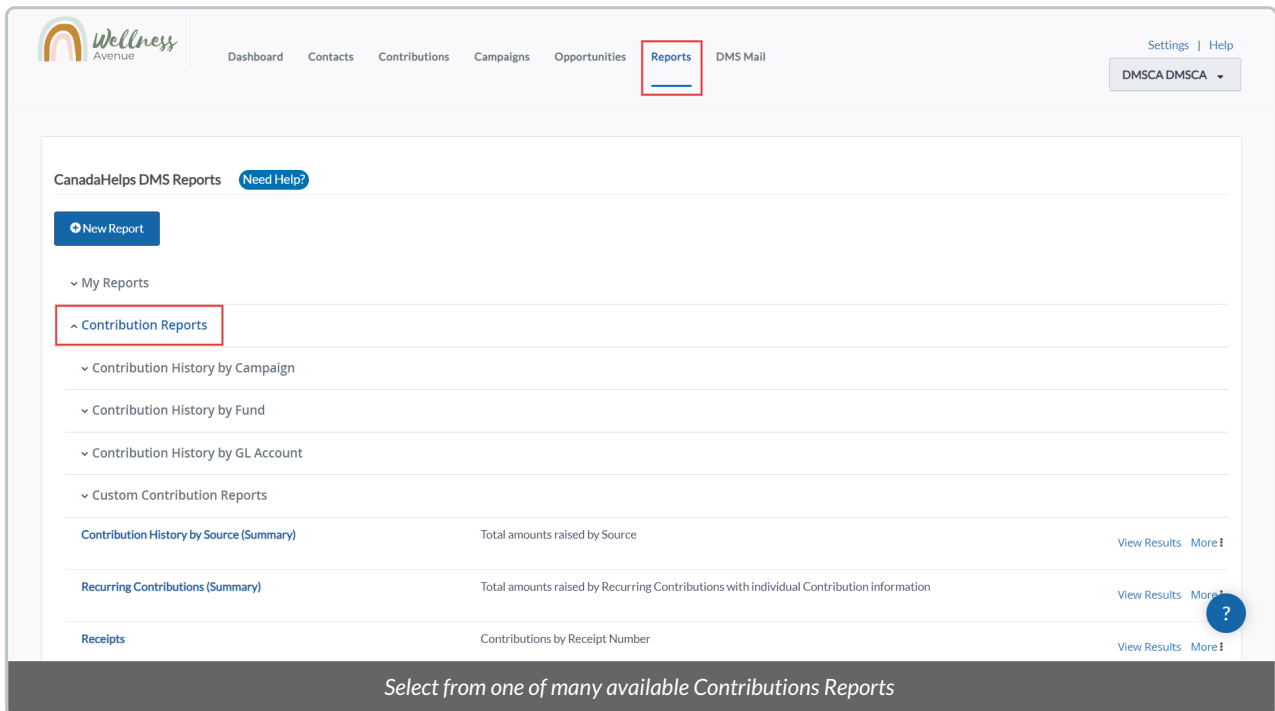 Wellness
Avenue
Dashboard Contacts Contributions Campaigns Opportunities Reports DMS Mail
Settings | Help
DMSCA DMSCA
CanadaHelps DMS Reports Need Help?
New Report
My Reports
Contribution Reports
Contribution History by Campaign
Contribution History by Fund
Contribution History by GL Account
Custom Contribution Reports
Contribution History by Source (Summary) Total amounts raised by Source View Results More
Recurring Contributions (Summary) Total amounts raised by Recurring Contributions with individual Contribution information View Results More
?
Receipts Contributions by Receipt Number View Results More
Select from one of many available Contributions Reports